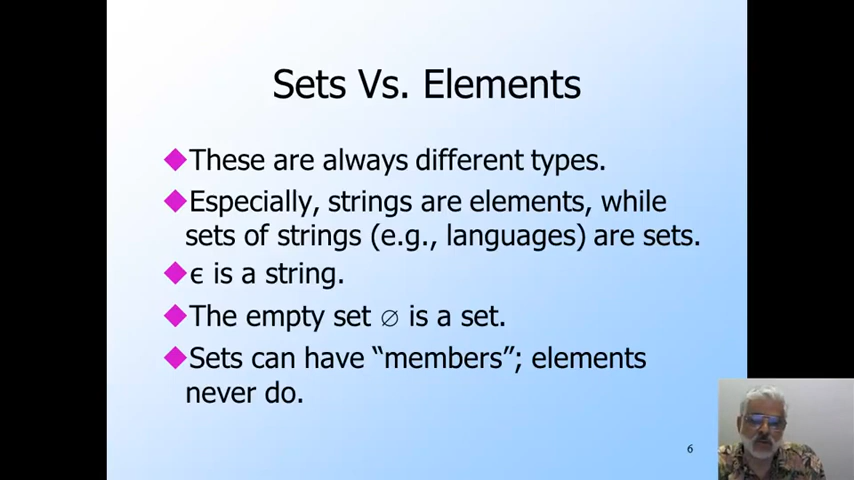 Sets Vs. Elements
These are always different types.
Especially, strings are elements, while
sets of strings (e.g., languages) are sets.
ϵ is a string.
The empty set ∅ is a set.
Sets can have “members”; elements
never do.
6